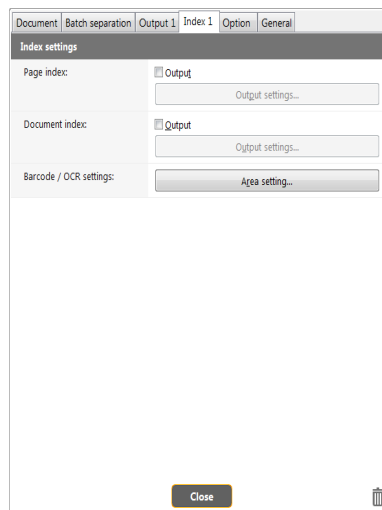 Document Batch separation Output 1 Index 1 Option General
Index settings
Page index: Output
Output settings...
Document index: Output
Output settings...
Barcode / OCR settings: Area setting...
Close